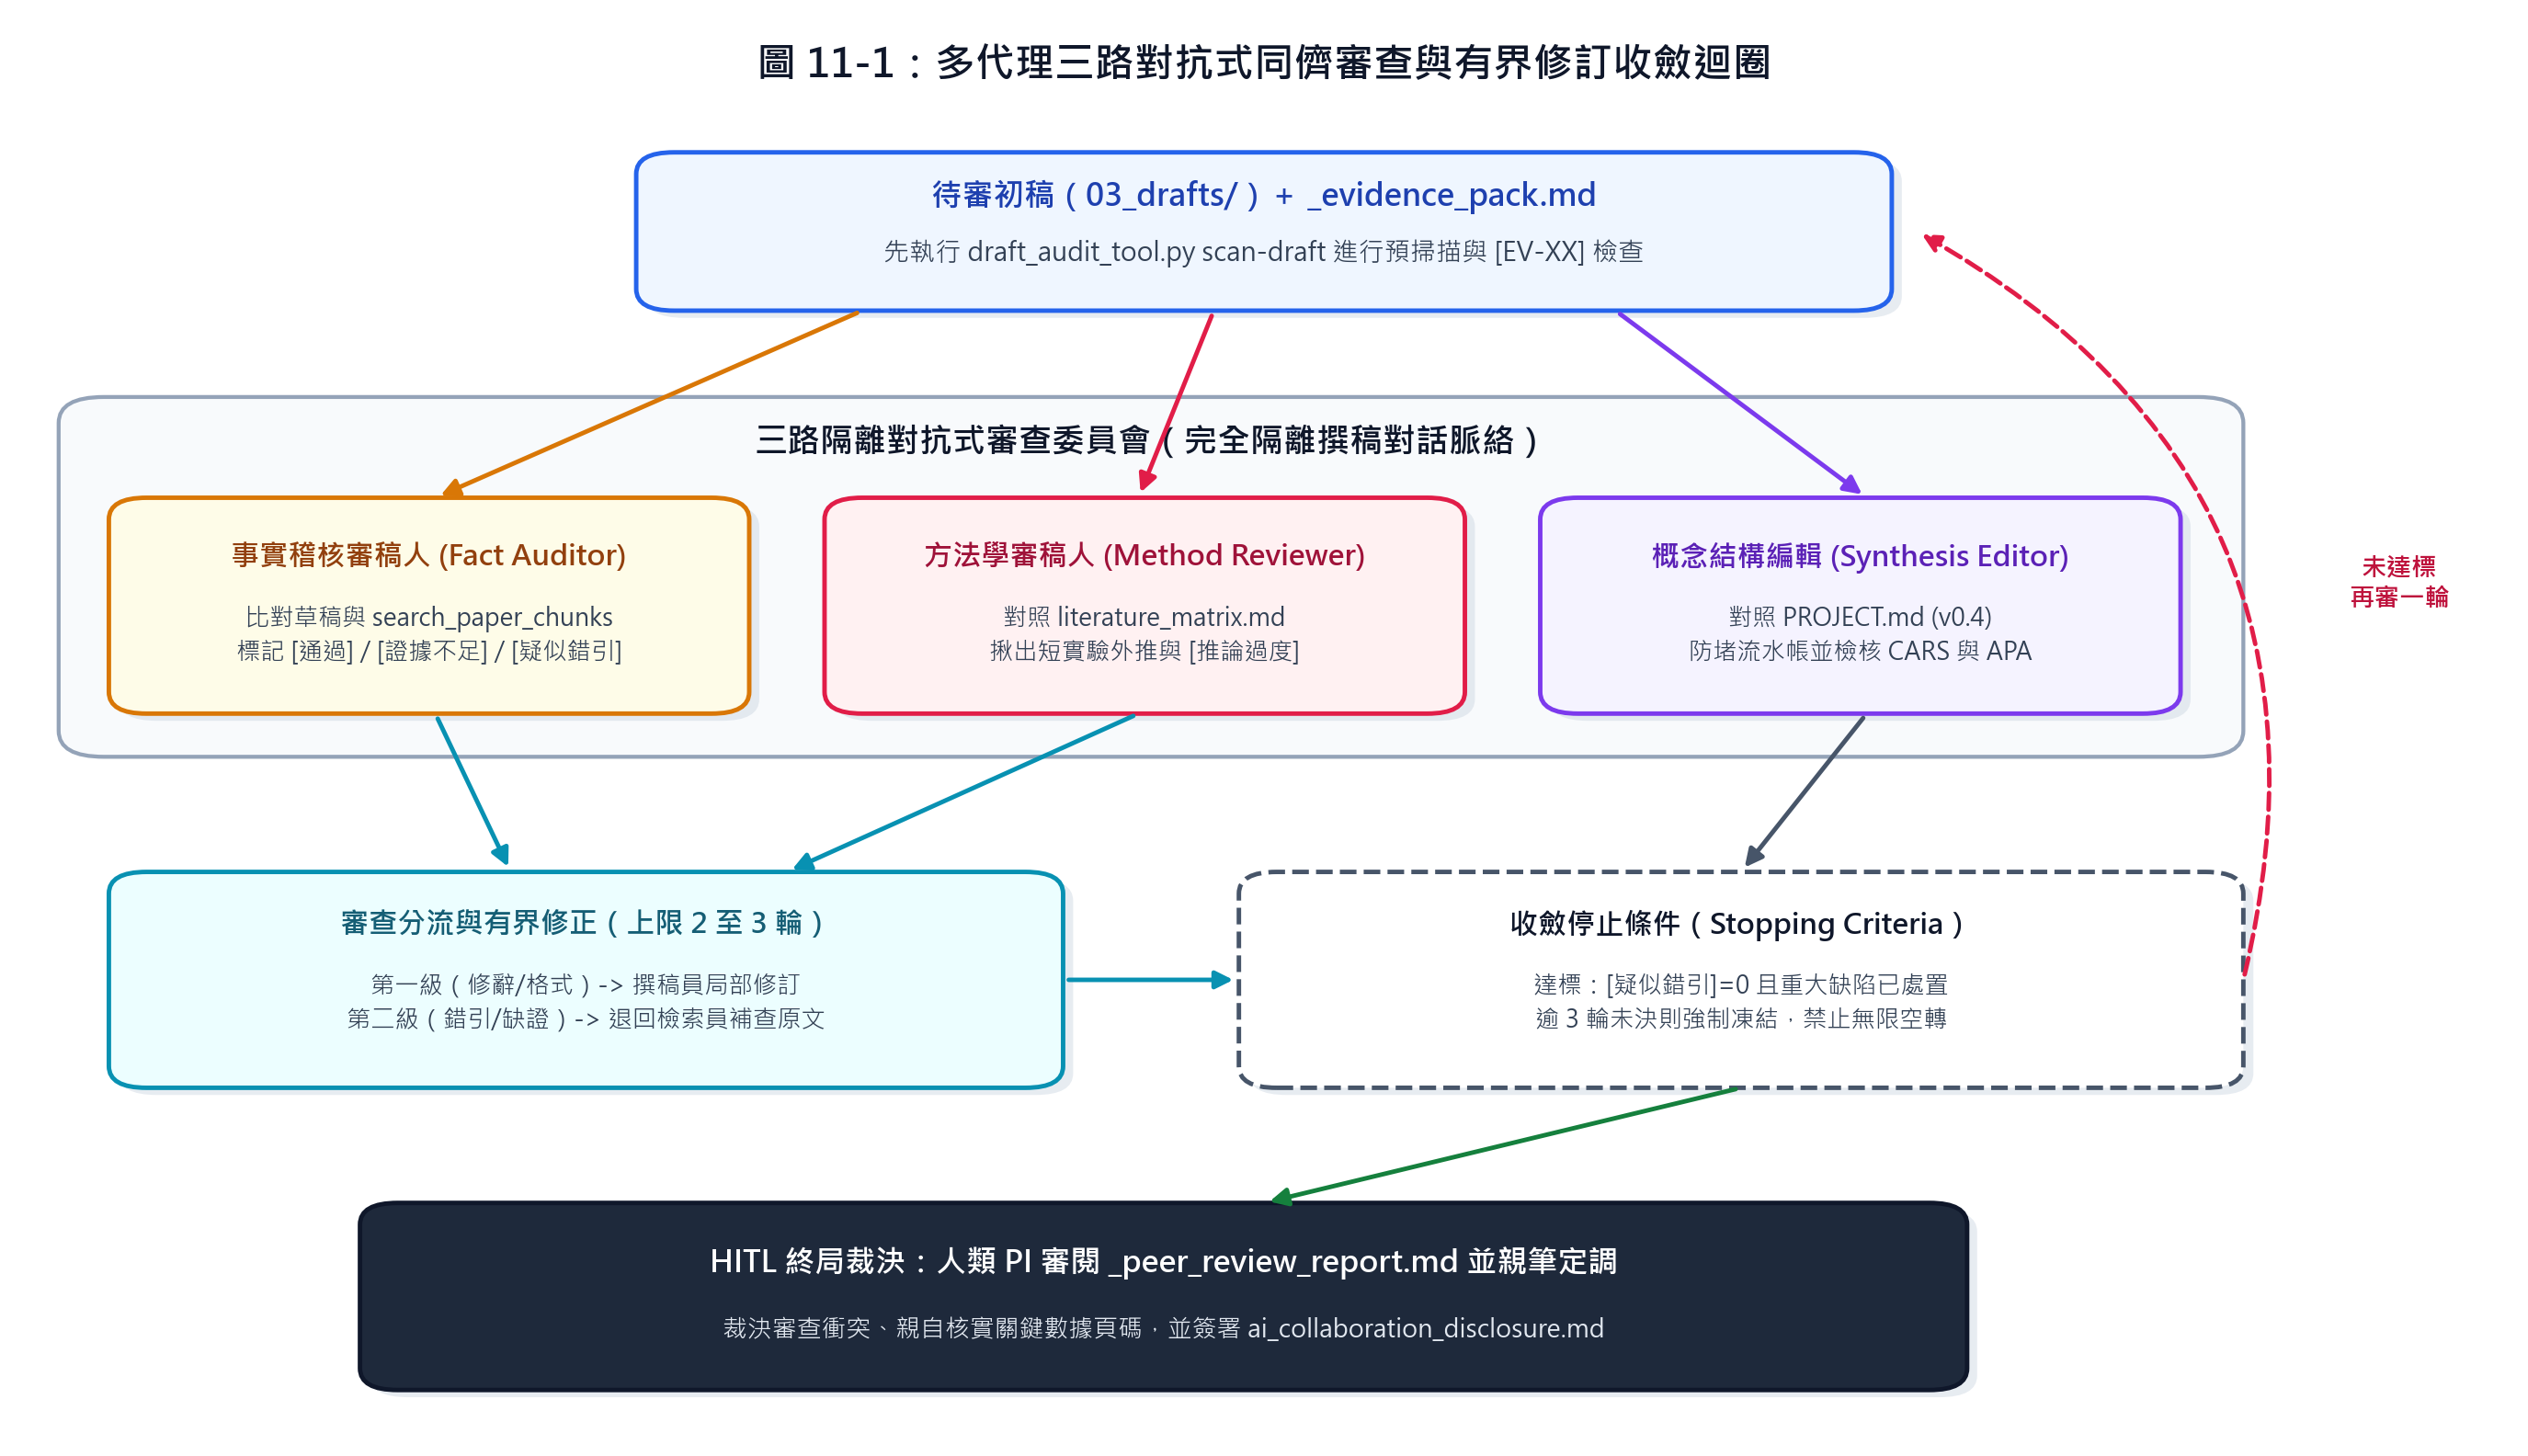 圖 11-1：多代理三路對抗式同儕審查與有界修訂收斂迴圈
待審初稿（03_drafts/）+ _evidence_pack.md
先執行 draft_audit_tool.py scan-draft 進行預掃描與 [EV-XX] 檢查
三路隔離對抗式審查委員會（完全隔離撰稿對話脈絡）
事實稽核審稿人 (Fact Auditor)
比對草稿與 search_paper_chunks
標記 [通過] / [證據不足] / [疑似錯引]
方法學審稿人 (Method Reviewer)
對照 literature_matrix.md
揪出短實驗外推與 [推論過度]
概念結構編輯 (Synthesis Editor)
對照 PROJECT.md (v0.4)
防堵流水帳並檢核 CARS 與 APA
未達標
再審一輪
審查分流與有界修正（上限 2 至 3 輪）
第一級（修辭/格式）-> 撰稿員局部修訂
第二級（錯引/缺證）-> 退回檢索員補查原文
收斂停止條件（Stopping Criteria）
達標：[疑似錯引]=0 且重大缺陷已處置
逾 3 輪未決則強制凍結，禁止無限空轉
HITL 終局裁決：人類 PI 審閱 _peer_review_report.md 並親筆定調
裁決審查衝突、親自核實關鍵數據頁碼，並簽署 ai_collaboration_disclosure.md